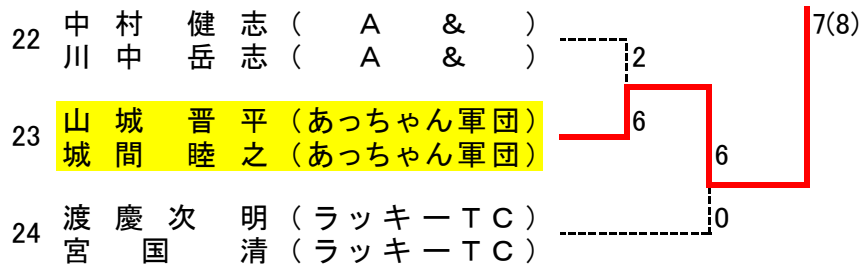 中村 健志 ( A & )
22
川中 岳志 ( A & )
7(8)
2
山城 晋平 (あっちゃん軍団)
23
城間 睦之 (あっちゃん軍団)
6
6
渡慶次 明 (ラッキーTC)
24
宮国 清 (ラッキーTC)
0